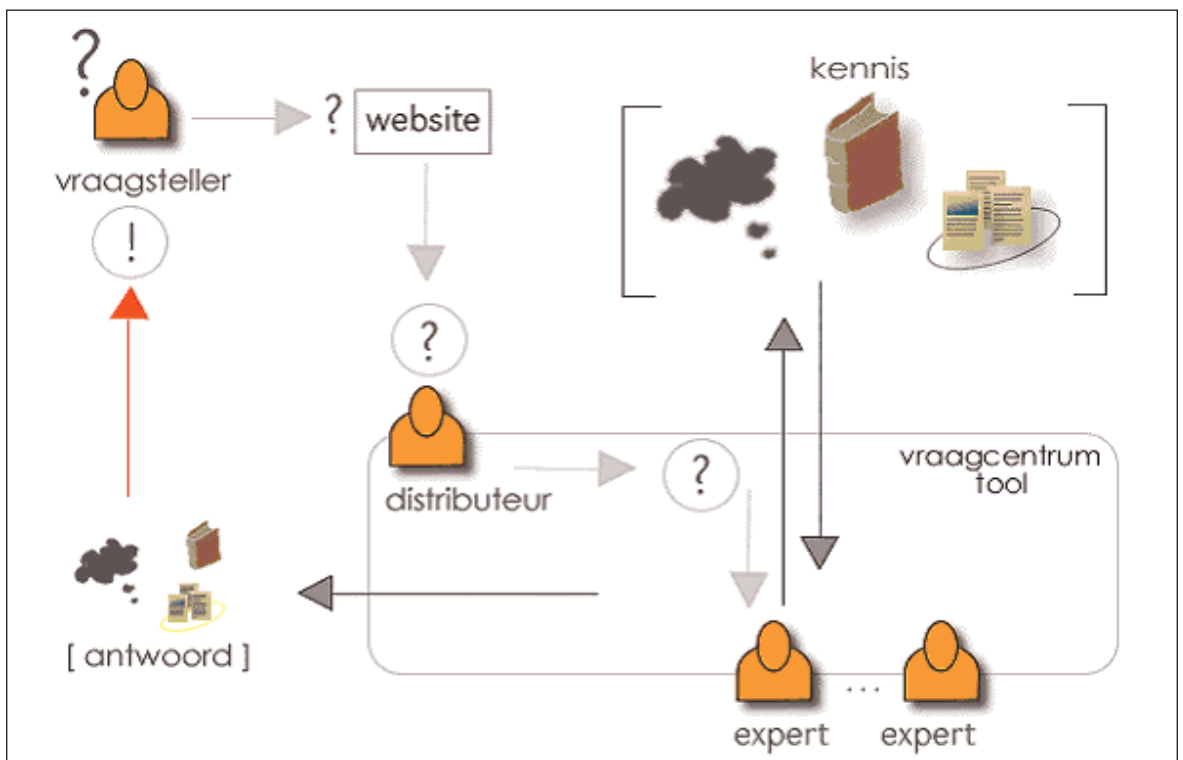 ?
vraagsteller
!
? website
?
kennis
distributeur
?
vraagcentrum
tool
[ antwoord ]
expert ... expert